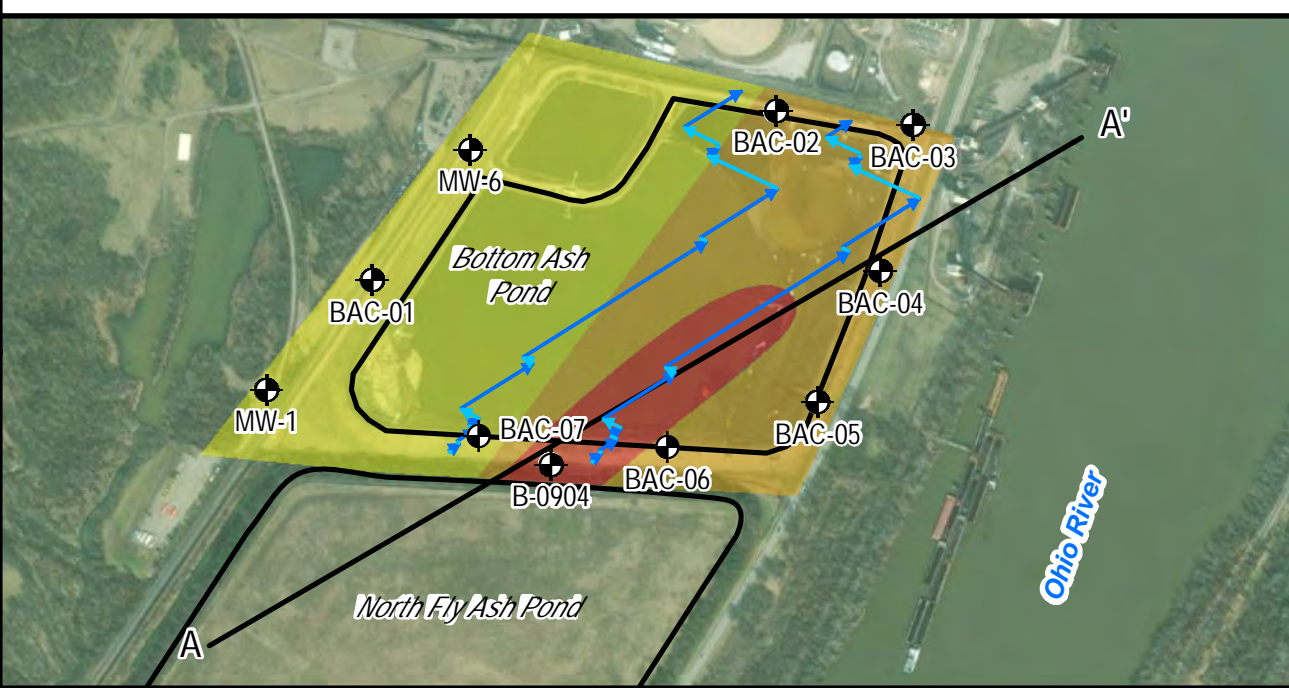 A'
BAC-02
BAC-03
MW-6
Bottom Ash
Pond
BAC-01
BAC-04
MW-1
BAC-07
BAC-05
BAC-06
B-0904
Ohio River
North Fly Ash Pond
A